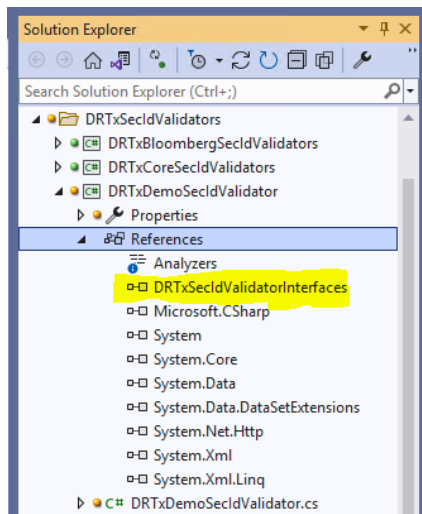 Solution Explorer
Search Solution Explorer (Ctrl+;)
DRTxSecIdValidators
C# DRTxBloombergSecIdValidators
C# DRTxCoreSecIdValidators
C# DRTxDemoSecIdValidator
Properties
References
Analyzers
DRTxSecIdValidatorInterfaces
Microsoft.CSharp
System
System.Core
System.Data
System.Data.DataSetExtensions
System.Net.Http
System.Xml
System.Xml.Linq
C# DRTxDemoSecIdValidator.cs